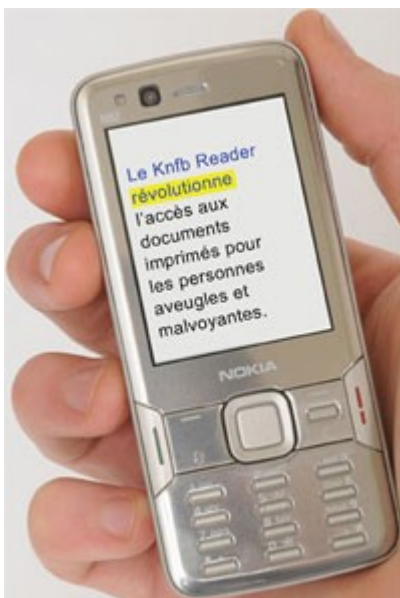 Le Knfb Reader
révolutionne
l'accès aux
documents
imprimés pour
les personnes
aveugles et
malvoyantes.
NOKIA